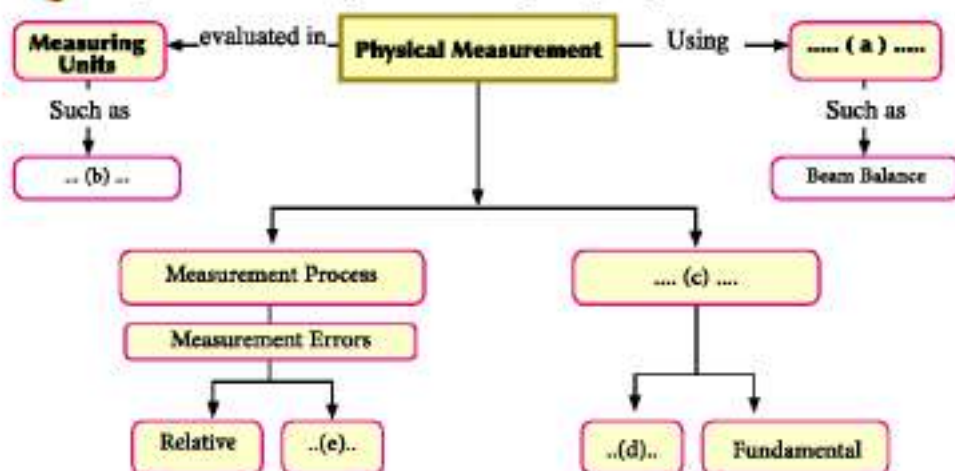 Measuring
Units
evaluated in
Physical Measurement
Using
..... ( a ) .....
Such as
Such as
.. (b) ...
Beam Balance
Measurement Process
.... (c) ....
Measurement Errors
Relative
..(e)..
..(d)..
Fundamental